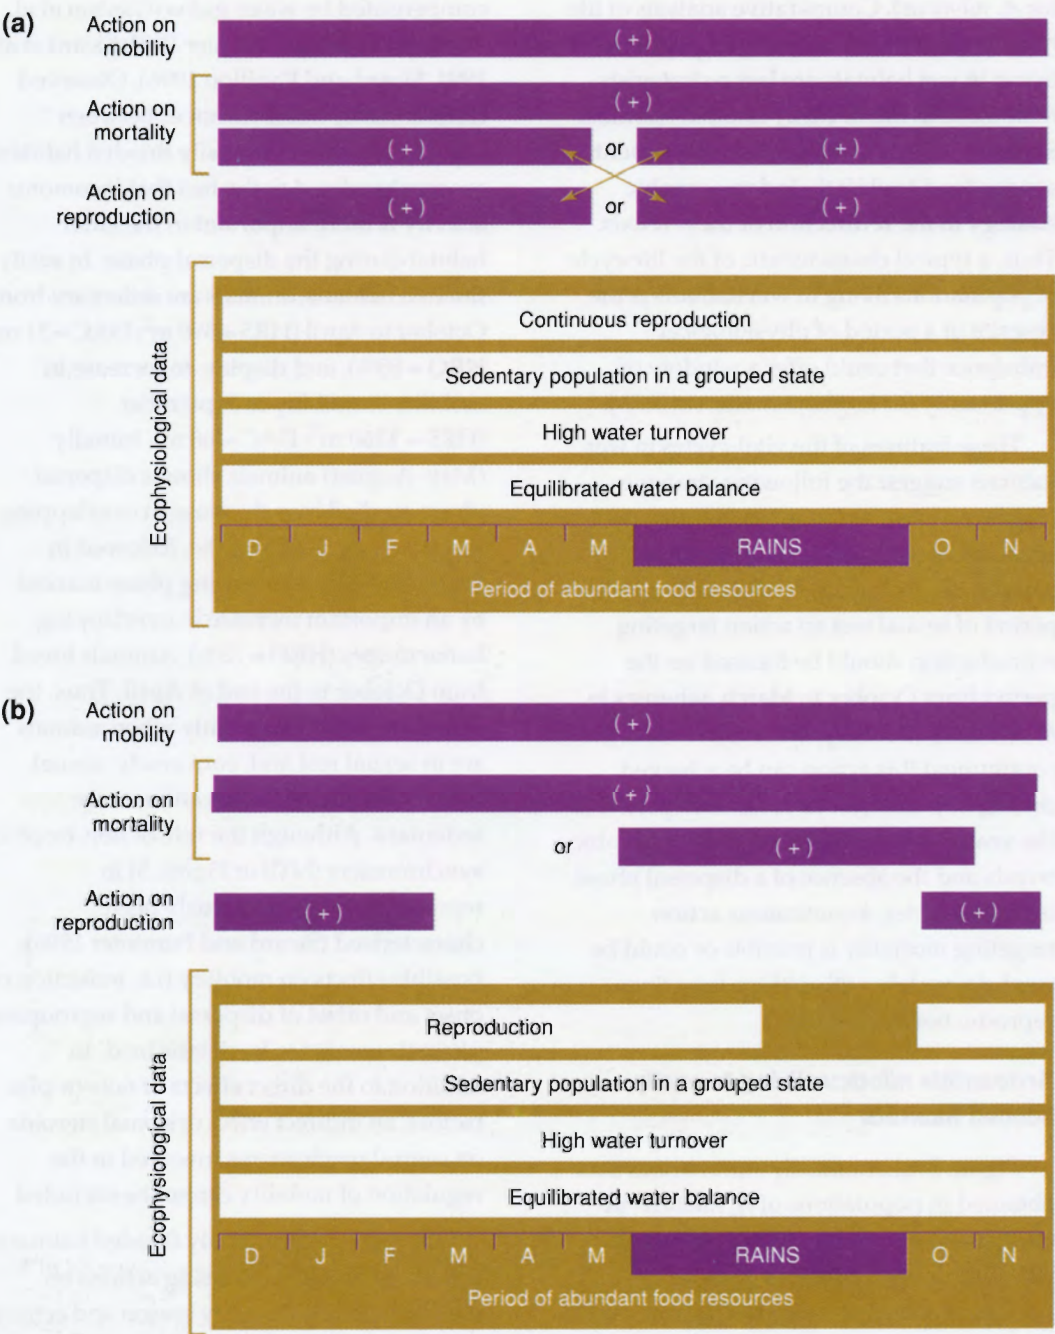 (a)
Action on
mobility
(+)
Action on
mortality
(+)
(+) or (+)
Action on
reproduction
(+) or (+)
Ecophysiological data
Continuous reproduction
Sedentary population in a grouped state
High water turnover
Equilibrated water balance
D J F M A M RAINS O N
Period of abundant food resources
(b)
Action on
mobility
(+)
Action on
mortality
(+)
or (+)
Action on
reproduction
(+) (+)
Ecophysiological data
Reproduction
Sedentary population in a grouped state
High water turnover
Equilibrated water balance
D J F M A M RAINS O N
Period of abundant food resources